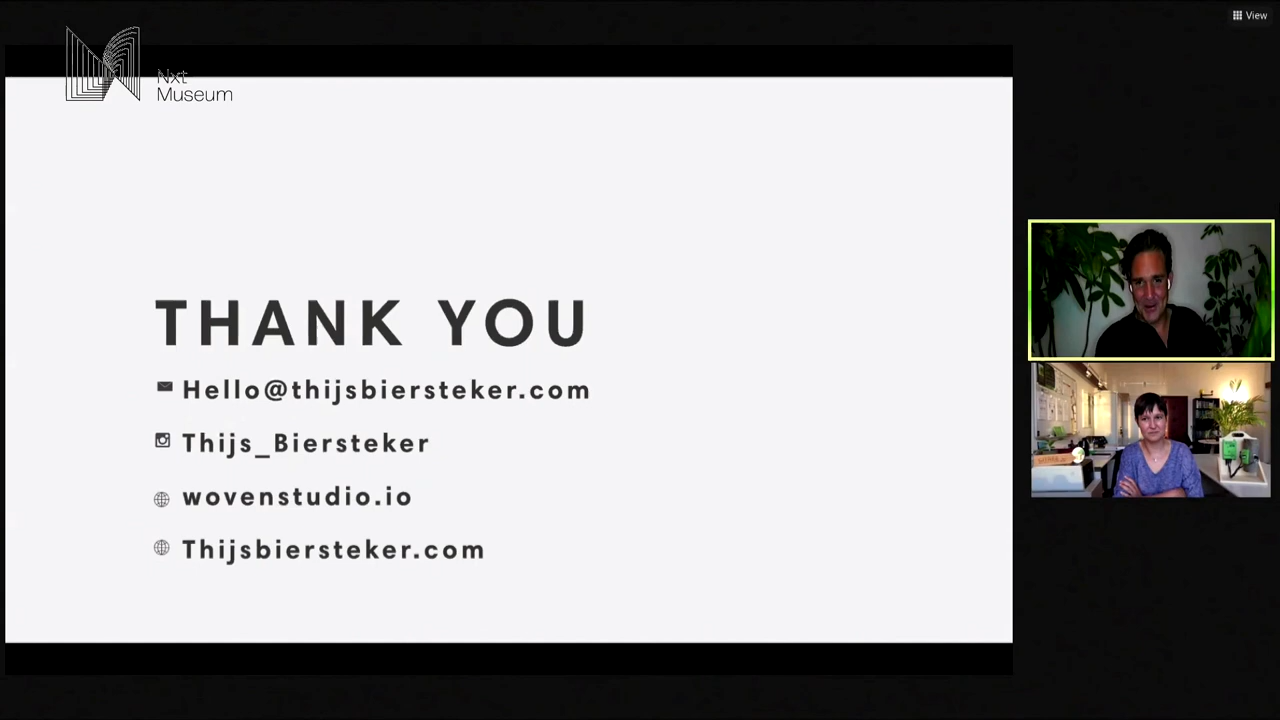 View
Nxt
Museum
THANK YOU
Hello@thijsbiersteker.com
Thijs_Biersteker
wovenstudio.io
Thijsbiersteker.com